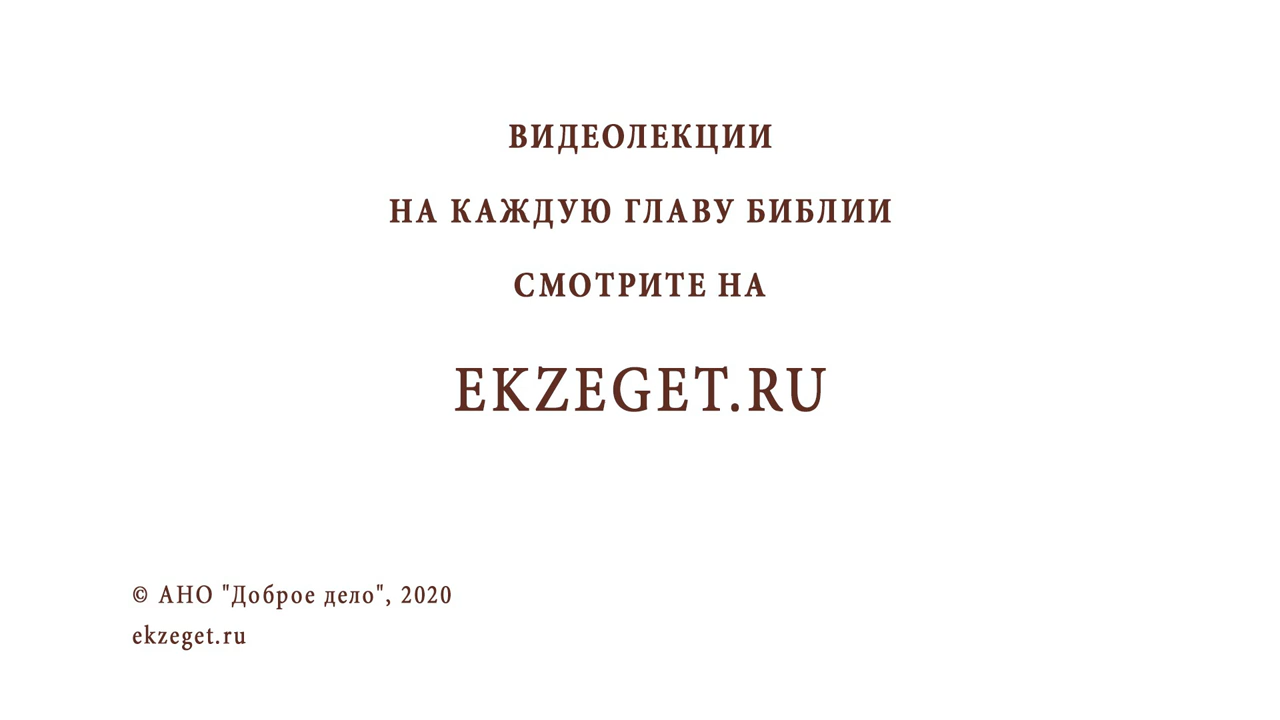 ВИДЕОЛЕКЦИИ
НА КАЖДУЮ ГЛАВУ БИБЛИИ
СМОТРИТЕ НА
EKZEGET.RU
© АНО "Доброе дело", 2020
ekzeget.ru